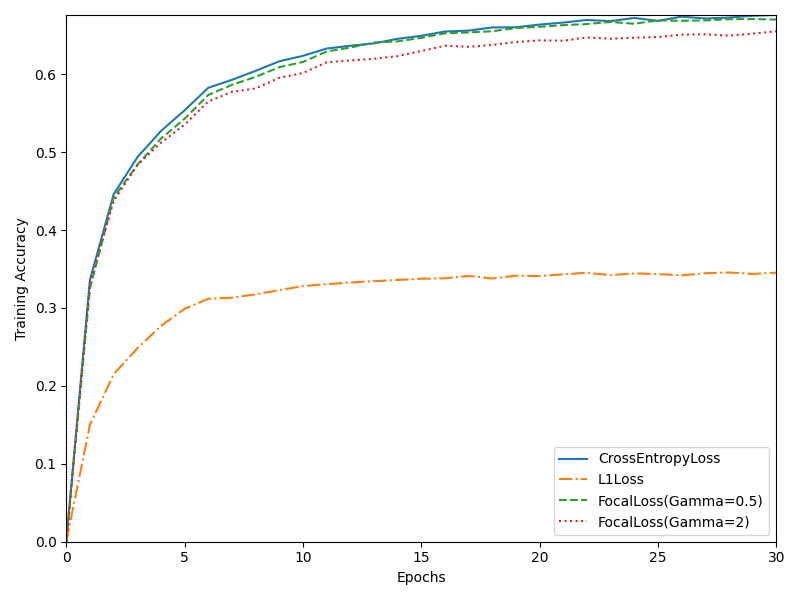 Training Accuracy
0.6
0.5
0.4
0.3
0.2
0.1
0.0
0 5 10 15 20 25 30
Epochs
CrossEntropyLoss
L1Loss
FocalLoss(Gamma=0.5)
FocalLoss(Gamma=2)